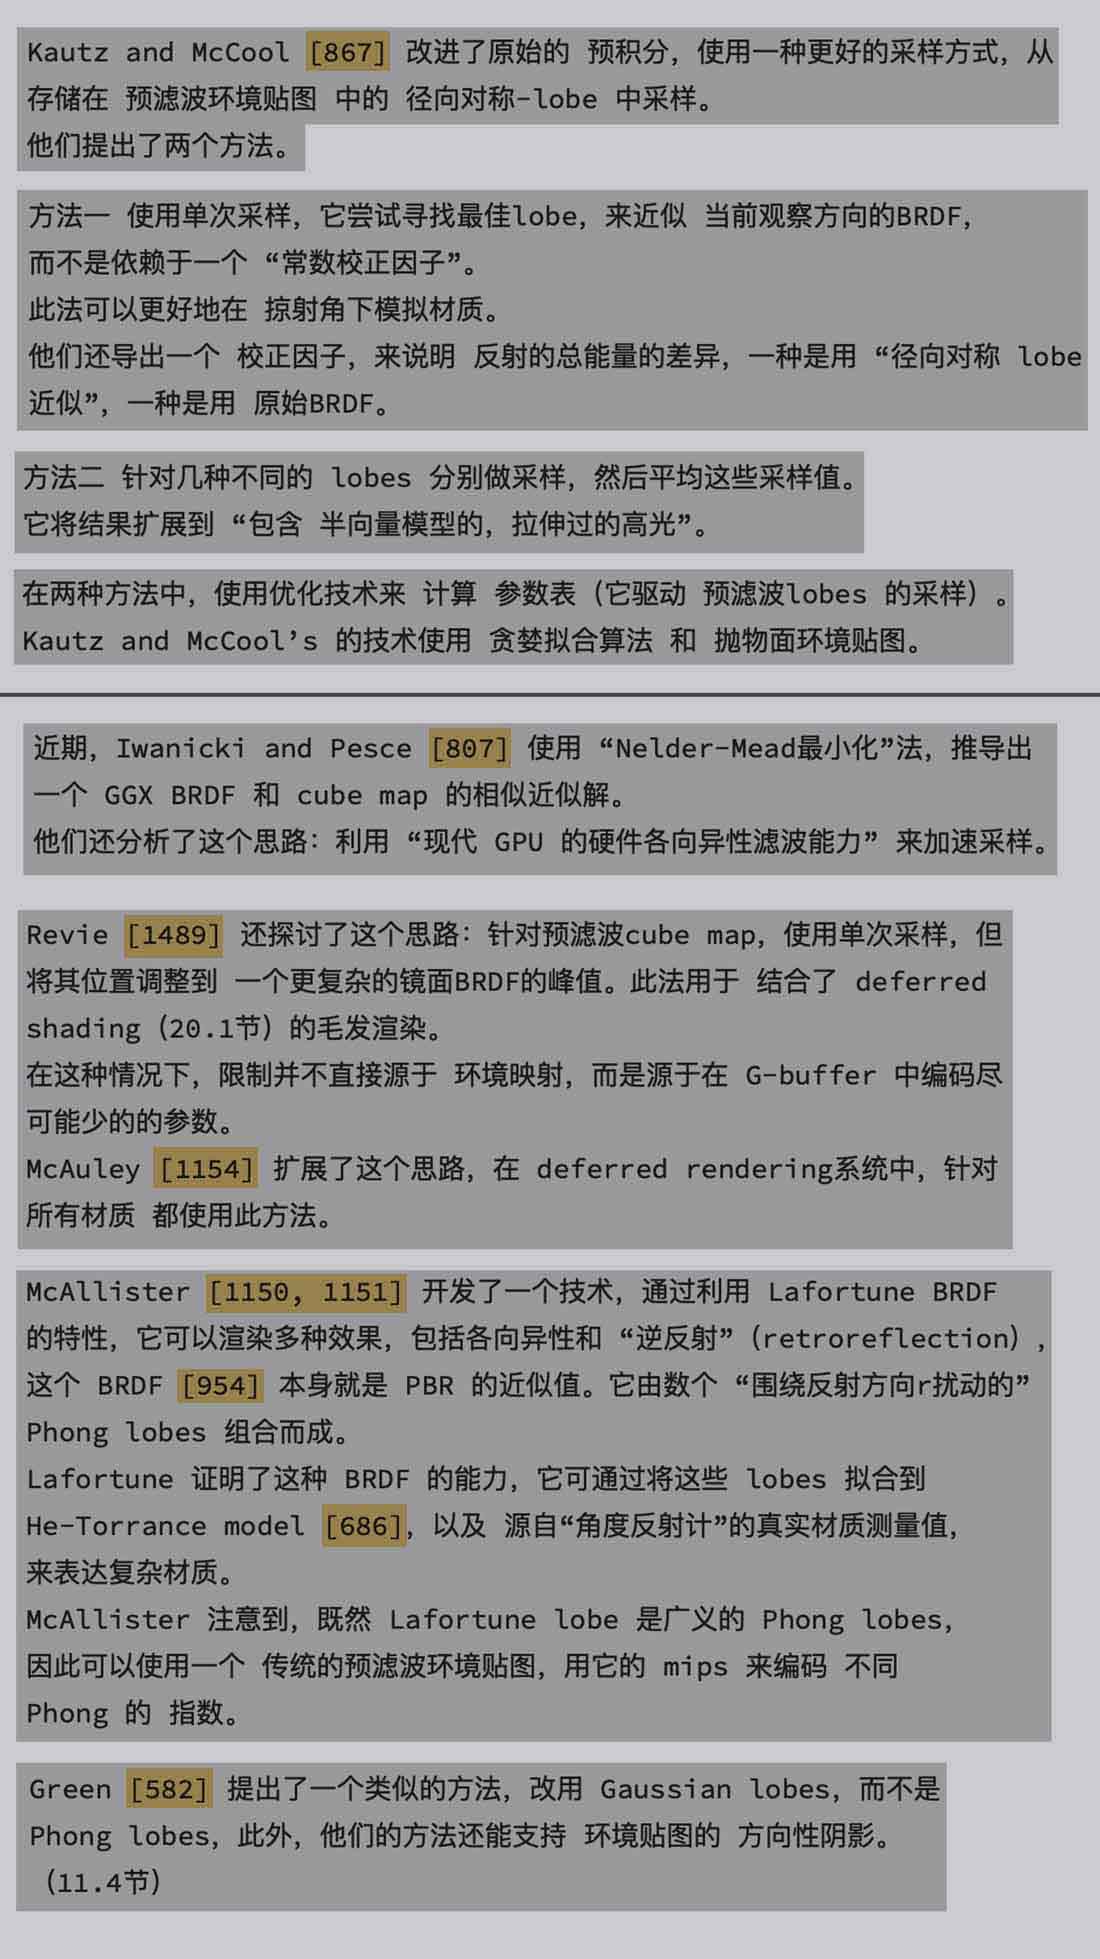 Kautz and McCool [867] 改进了原始的 预积分，使用一种更好的采样方式，从
存储在 预滤波环境贴图 中的 径向对称-lobe 中采样。
他们提出了两个方法。
方法一 使用单次采样，它尝试寻找最佳lobe，来近似 当前观察方向的BRDF，
而不是依赖于一个 “常数校正因子”。
此法可以更好地在 掠射角下模拟材质。
他们还导出一个 校正因子，来说明 反射的总能量的差异，一种是用 “径向对称 lobe
近似”，一种是用 原始BRDF。
方法二 针对几种不同的 lobes 分别做采样，然后平均这些采样值。
它将结果扩展到 “包含 半向量模型的，拉伸过的高光”。
在两种方法中，使用优化技术来 计算 参数表（它驱动 预滤波lobes 的采样）。
Kautz and McCool’s 的技术使用 贪婪拟合算法 和 抛物面环境贴图。
近期，Iwanicki and Pesce [807] 使用 “Nelder-Mead最小化”法，推导出
一个 GGX BRDF 和 cube map 的相似近似解。
他们还分析了这个思路：利用 “现代 GPU 的硬件各向异性滤波能力” 来加速采样。
Revie [1489] 还探讨了这个思路：针对预滤波cube map，使用单次采样，但
将其位置调整到 一个更复杂的镜面BRDF的峰值。此法用于 结合了 deferred
shading（20.1节）的毛发渲染。
在这种情况下，限制并不直接源于 环境映射，而是源于在 G-buffer 中编码尽
可能少的的参数。
McAuley [1154] 扩展了这个思路，在 deferred rendering系统中，针对
所有材质 都使用此方法。
McAllister [1150, 1151] 开发了一个技术，通过利用 Lafortune BRDF
的特性，它可以渲染多种效果，包括各向异性和 “逆反射”（retroreflection），
这个 BRDF [954] 本身就是 PBR 的近似值。它由数个 “围绕反射方向r扰动的”
Phong lobes 组合而成。
Lafortune 证明了这种 BRDF 的能力，它可通过将这些 lobes 拟合到
He-Torrance model [686]，以及 源自“角度反射计”的真实材质测量值，
来表达复杂材质。
McAllister 注意到，既然 Lafortune lobe 是广义的 Phong lobes，
因此可以使用一个 传统的预滤波环境贴图，用它的 mips 来编码 不同
Phong 的 指数。
Green [582] 提出了一个类似的方法，改用 Gaussian lobes，而不是
Phong lobes，此外，他们的方法还能支持 环境贴图的 方向性阴影。
（11.4节）